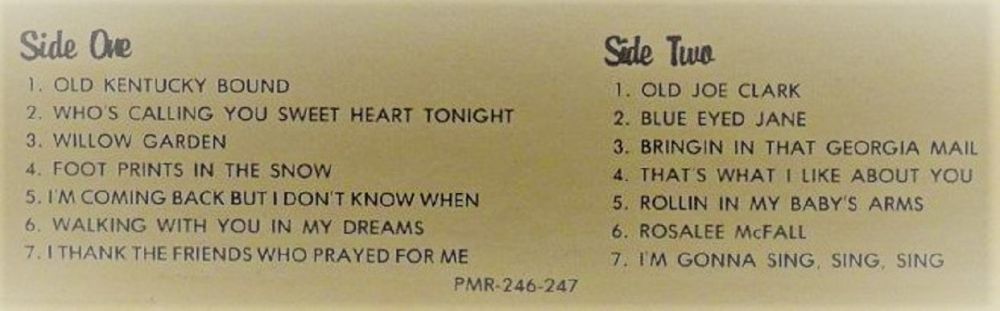 Side One
1. OLD KENTUCKY BOUND
2. WHO'S CALLING YOU SWEET HEART TONIGHT
3. WILLOW GARDEN
4. FOOT PRINTS IN THE SNOW
5. I'M COMING BACK BUT I DON'T KNOW WHEN
6. WALKING WITH YOU IN MY DREAMS
7. I THANK THE FRIENDS WHO PRAYED FOR ME
Side Two
1. OLD JOE CLARK
2. BLUE EYED JANE
3. BRINGIN IN THAT GEORGIA MAIL
4. THAT'S WHAT I LIKE ABOUT YOU
5. ROLLIN IN MY BABY'S ARMS
6. ROSALEE McFALL
7. I'M GONNA SING, SING, SING
PMR-246-247